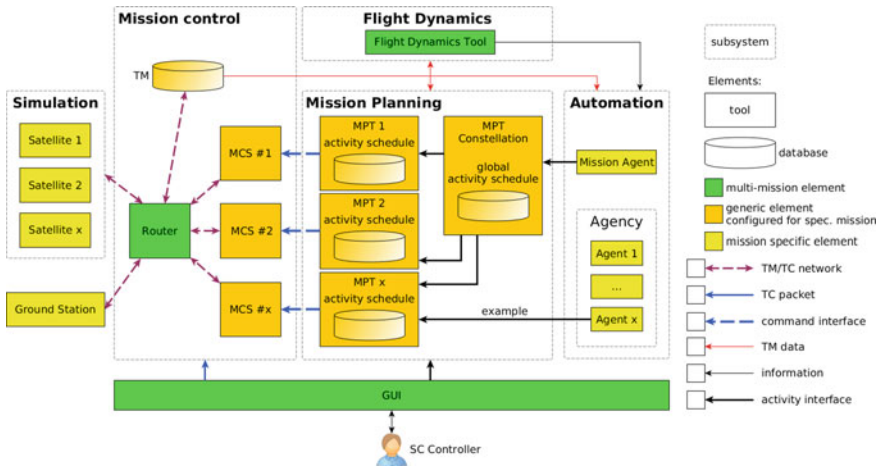 Mission control
Flight Dynamics
Flight Dynamics Tool
TM
Simulation
Satellite 1
Satellite 2
Satellite x
Ground Station
Router
MCS #1
MCS #2
MCS #x
Mission Planning
MPT 1
activity schedule
MPT 2
activity schedule
MPT x
activity schedule
MPT
Constellation
global
activity schedule
Automation
Mission Agent
Agency
Agent 1
...
Agent x
example
GUI
SC Controller
subsystem
Elements:
tool
database
multi-mission element
generic element
configured for spec. mission
mission specific element
TM/TC network
TC packet
command interface
TM data
information
activity interface